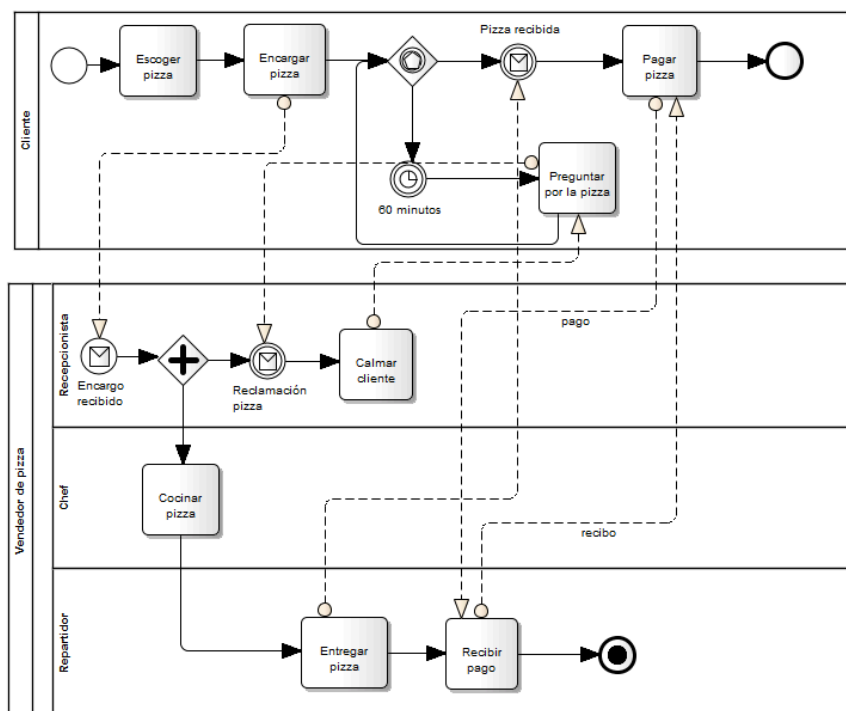 Cliente
Escoger
pizza
Encargar
pizza
Pizza recibida
Pagar
pizza
60 minutos
Preguntar
por la pizza
Vendedor de pizza
Recepcionista
Encargo
recibido
Reclamación
pizza
Calmar
cliente
pago
Chef
Cocinar
pizza
recibo
Repartidor
Entregar
pizza
Recibir
pago